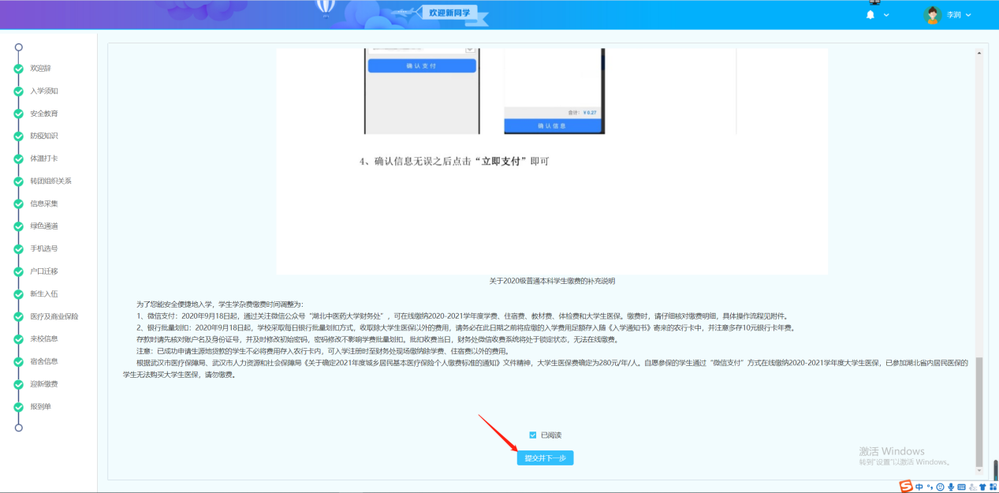 欢迎新同学
李润
欢迎辞
入学须知
安全教育
防疫知识
体温打卡
转团组织关系
信息采集
绿色通道
手机选号
户口迁移
新生入伍
医疗及商业保险
来校信息
宿舍信息
迎新缴费
报到单
确认支付
合计: ¥0.27
确认信息
4、确认信息无误之后点击“立即支付”即可
关于2020级普通本科学生缴费的补充说明
为了您能安全便捷地入学，学生学杂费缴费时间调整为：
1、微信支付：2020年9月18日起，通过关注微信公众号“湖北中医药大学财务处”，可在线缴纳2020-2021学年度学费、住宿费、教材费、体检费和大学生医保。缴费时，请仔细核对缴费明细，具体操作流程见附件。
2、银行批量划扣：2020年9月18日起，学校采取每日银行批量划扣方式，收取除大学生医保以外的费用，请务必在此日期之前将应缴的入学费用足额存入随《入学通知书》寄来的农行卡中，并注意多存10元银行卡年费。
存款时请先核对账户名及身份证号，并及时修改初始密码，密码修改不影响学费批量划扣。批扣收费当日，财务处微信收费系统将处于锁定状态，无法在线缴费。
注意：已成功申请生源地贷款的学生不必将费用存入农行卡内，可入学注册时至财务处现场缴纳除学费、住宿费以外的费用。
根据武汉市医疗保障局、武汉市人力资源和社会保障局《关于确定2021年度城乡居民基本医疗保险个人缴费标准的通知》文件精神，大学生医保费确定为280元/年/人。自愿参保的学生通过“微信支付”方式在线缴纳2020-2021学年度大学生医保，已参加湖北省内居民医保的
学生无法购买大学生医保，请勿缴费。
已阅读
提交并下一步
激活 Windows
转到“设置”以激活 Windows。
中